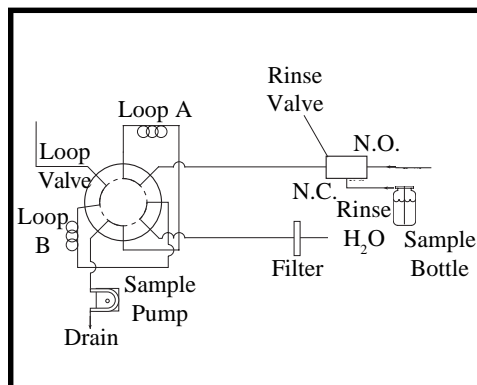 Rinse
Valve
Loop A
N.O.
Loop
Valve
N.C.
Loop
B
Rinse
H2O
Sample
Bottle
Filter
Sample
Pump
Drain